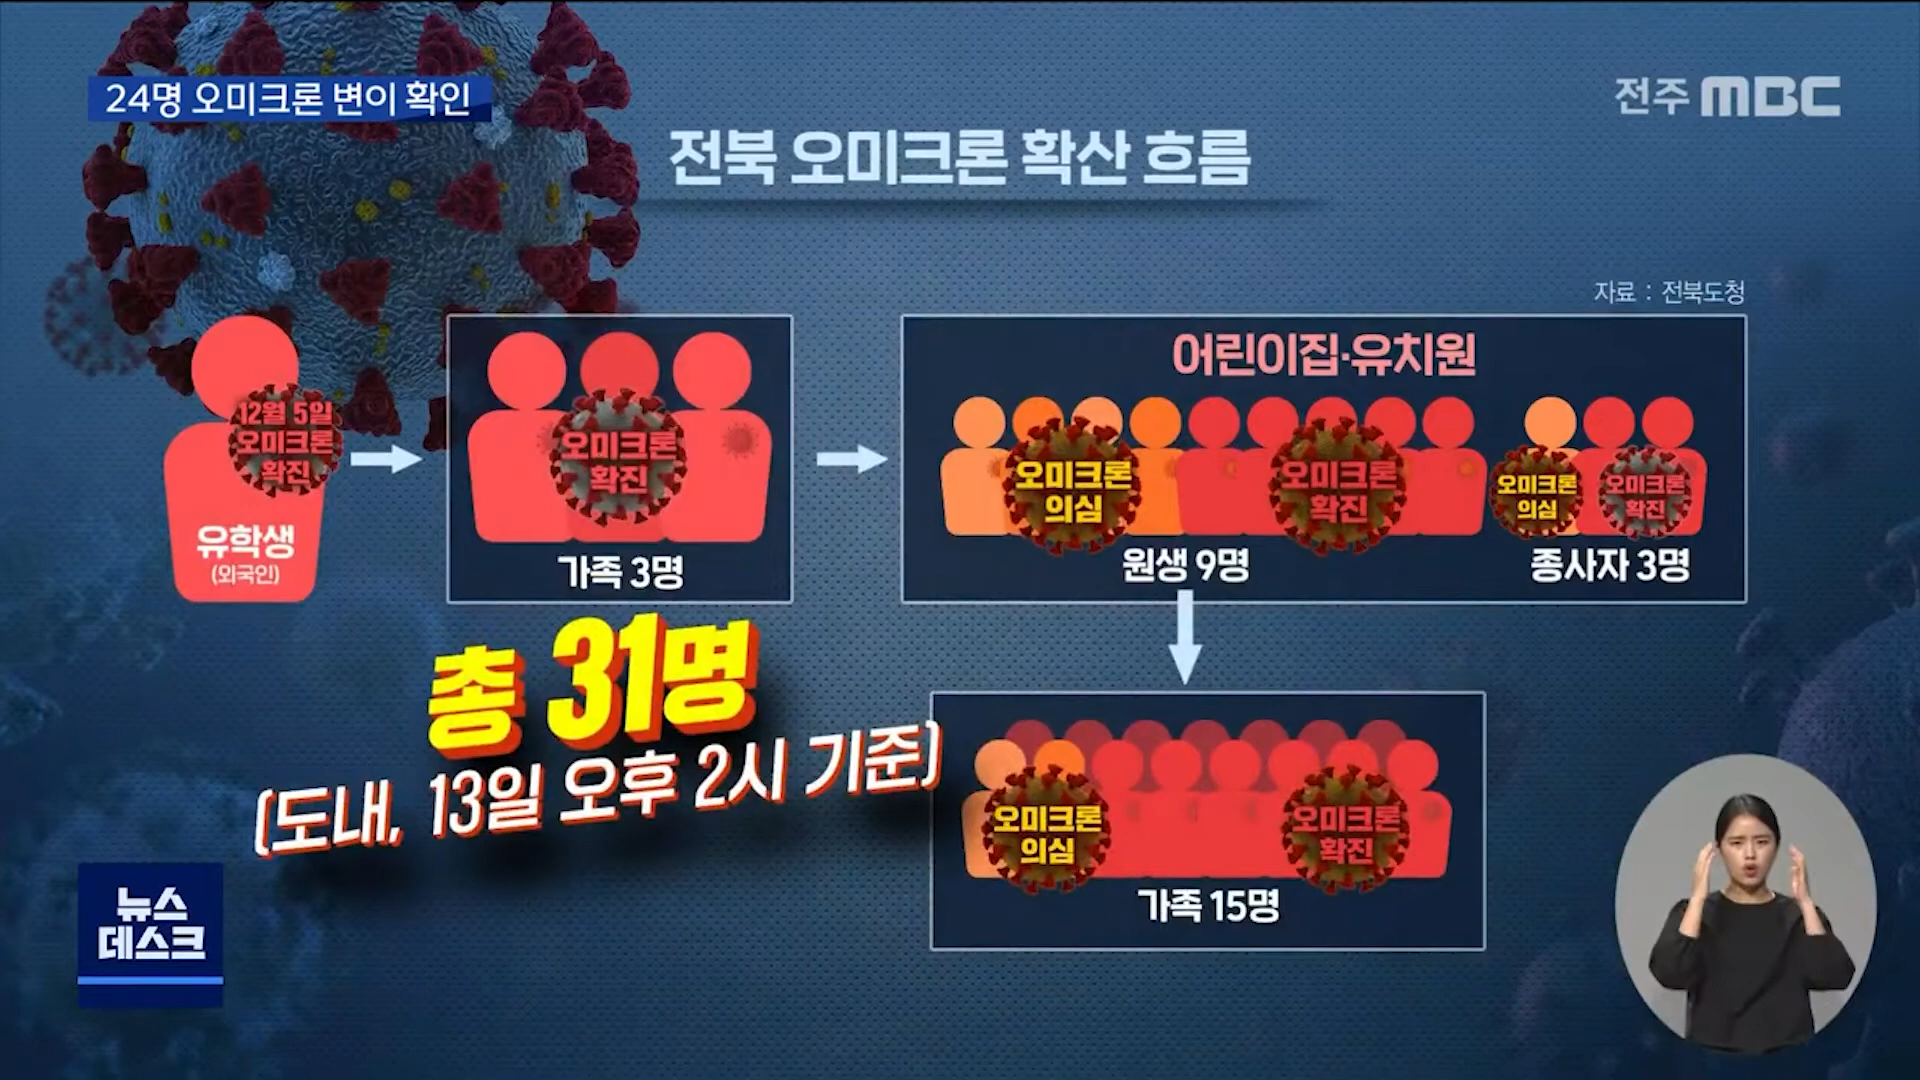 24명 오미크론 변이 확인
전주 MBC
전북 오미크론 확산 흐름
자료 : 전북도청
12월 5일
오미크론
확진
유학생
(외국인)
오미크론
확진
가족 3명
어린이집·유치원
오미크론
의심
오미크론
확진
원생 9명
오미크론
의심
오미크론
확진
종사자 3명
총 31명
(도내, 13일 오후 2시 기준)
오미크론
의심
오미크론
확진
가족 15명
뉴스
데스크